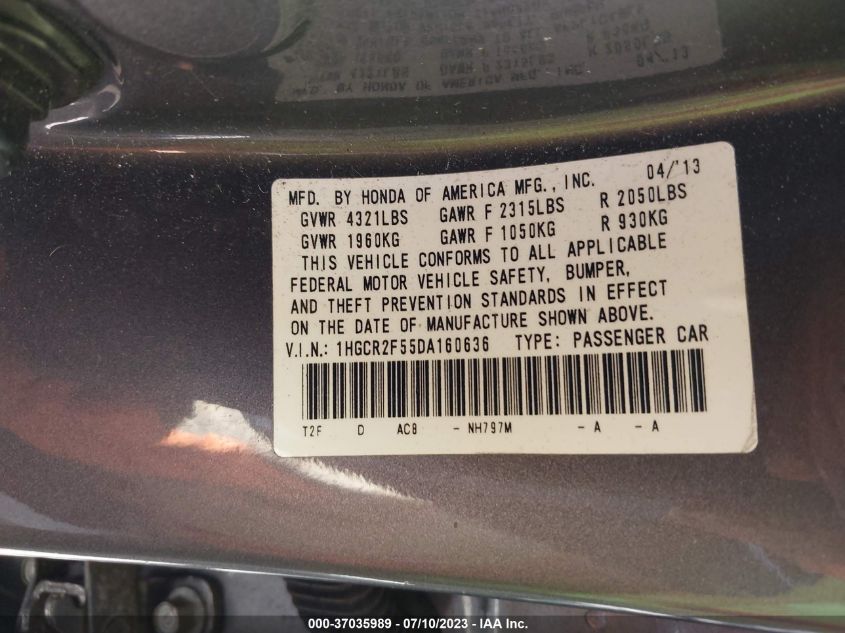 MFD. BY HONDA OF AMERICA MFG., INC. 04/'13
GVWR 4321LBS GAWR F 2315LBS R 2050LBS
GVWR 1960KG GAWR F 1050KG R 930KG
THIS VEHICLE CONFORMS TO ALL APPLICABLE
FEDERAL MOTOR VEHICLE SAFETY, BUMPER,
AND THEFT PREVENTION STANDARDS IN EFFECT
ON THE DATE OF MANUFACTURE SHOWN ABOVE.
V.I.N.: 1HGCR2F55DA160636 TYPE: PASSENGER CAR
T2F D AC8 - NH797M - A - A
000-37035989 - 07/10/2023 - IAA Inc.